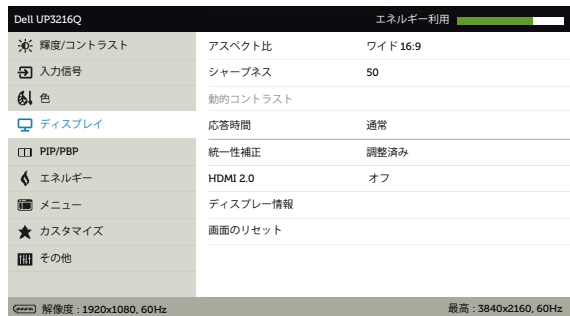 Dell UP3216Q エネルギー利用
輝度/コントラスト アスペクト比 ワイド 16:9
入力信号 シャープネス 50
色 動的コントラスト
ディスプレイ 応答時間 通常
PIP/PBP 統一性補正 調整済み
エネルギー HDMI 2.0 オフ
メニュー ディスプレー情報
カスタマイズ 画面のリセット
その他
解像度 : 1920x1080, 60Hz 最高 : 3840x2160, 60Hz